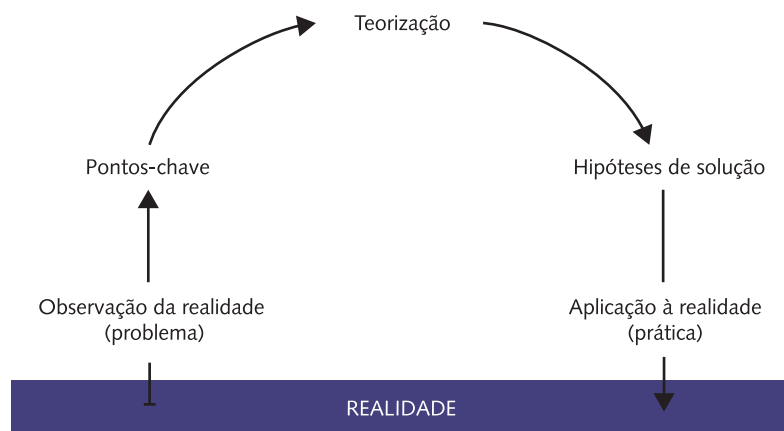 Teorização
Pontos-chave
Hipóteses de solução
Observação da realidade
(problema)
Aplicação à realidade
(prática)
REALIDADE